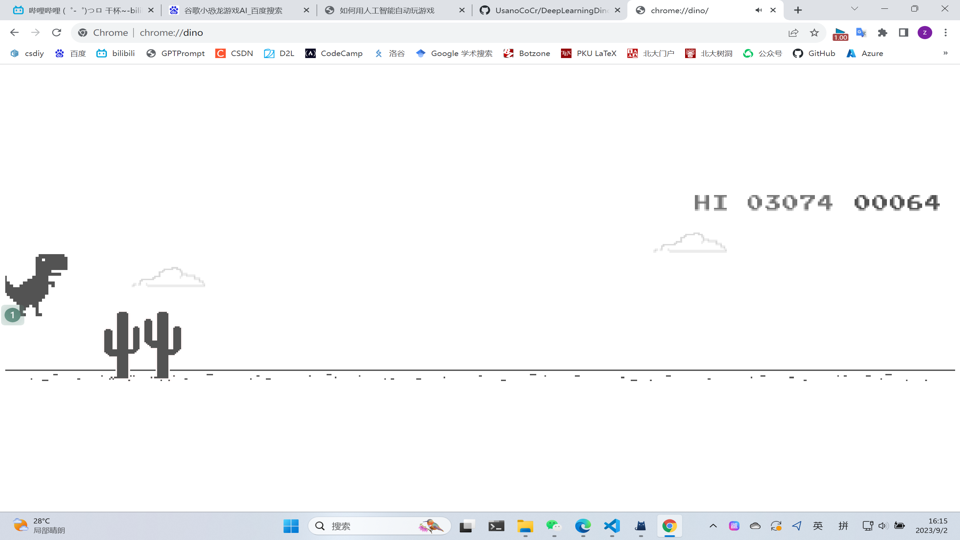 哔哩哔哩 (゜-゜)つロ 干杯~-bili
谷歌小恐龙游戏AI_百度搜索
如何用人工智能自动玩游戏
UsanoCoCr/DeepLearningDin
chrome://dino/
Chrome | chrome://dino
1.00
z
csdiy
百度
bilibili
GPTPrompt
CSDN
D2L
CodeCamp
洛谷
Google 学术搜索
Botzone
PKU LaTeX
北大门户
北大树洞
公众号
GitHub
Azure
»
HI 03074 00064
1
28°C
局部晴朗
搜索
英
拼
16:15
2023/9/2